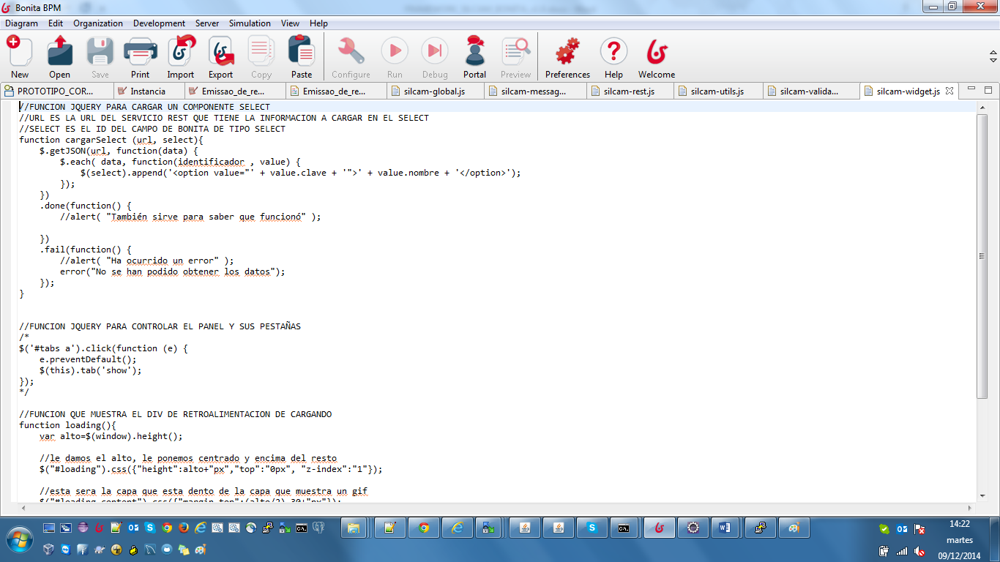 Bonita BPM
Diagram Edit Organization Development Server Simulation View Help
New Open Save Print Import Export Copy Paste Configure Run Debug Portal Preview Preferences Help Welcome
PROTOTIPO_COR... Instancia Emissao_de_re... Emissao_de_re... silcam-global.js silcam-messag... silcam-rest.js silcam-utils.js silcam-valida... silcam-widget.js
//FUNCION JQUERY PARA CARGAR UN COMPONENTE SELECT
//URL ES LA URL DEL SERVICIO REST QUE TIENE LA INFORMACION A CARGAR EN EL SELECT
//SELECT ES EL ID DEL CAMPO DE BONITA DE TIPO SELECT
function cargarSelect (url, select){
    $.getJSON(url, function(data) {
        $.each( data, function(identificador , value) {
            $(select).append('<option value="' + value.clave + '">' + value.nombre + '</option>');
        });
    })
    .done(function() {
        //alert( "También sirve para saber que funcionó" );
    })
    .fail(function() {
        //alert( "Ha ocurrido un error" );
        error("No se han podido obtener los datos");
    });
}
//FUNCION JQUERY PARA CONTROLAR EL PANEL Y SUS PESTAÑAS
/*
$('#tabs a').click(function (e) {
    e.preventDefault();
    $(this).tab('show');
});
*/
//FUNCION QUE MUESTRA EL DIV DE RETROALIMENTACION DE CARGANDO
function loading(){
    var alto=$(window).height();
    //le damos el alto, le ponemos centrado y encima del resto
    $("#loading").css({"height":alto+"px","top":"0px", "z-index":"1"});
    //esta sera la capa que esta dento de la capa que muestra un gif
    $("#loading_content").css({"margin-top":(alto/2)-30+"px"});
14:22
martes
09/12/2014